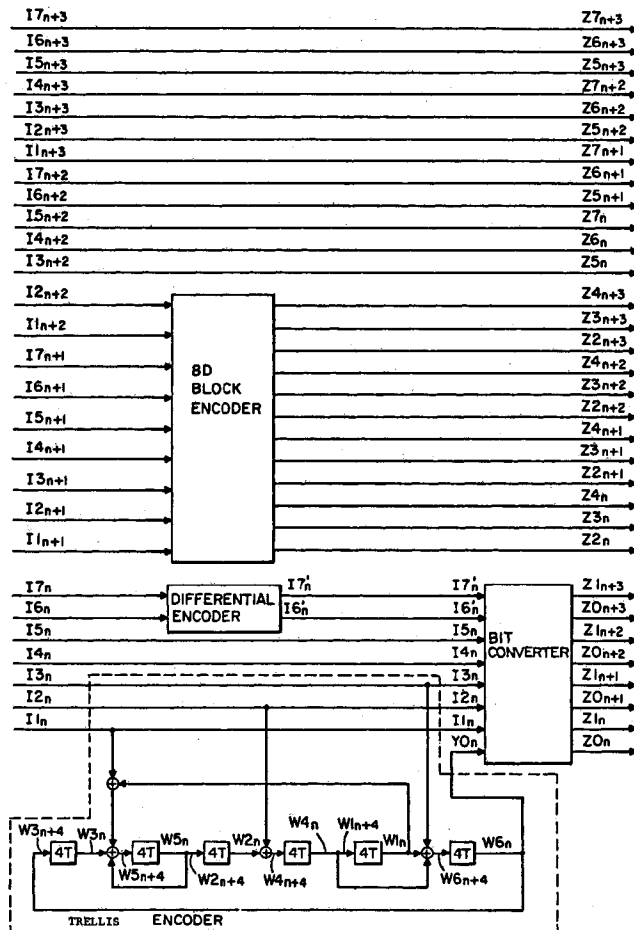 I7n+3 Z7n+3
I6n+3 Z6n+3
I5n+3 Z5n+3
I4n+3 Z7n+2
I3n+3 Z6n+2
I2n+3 Z5n+2
I1n+3 Z7n+1
I7n+2 Z6n+1
I6n+2 Z5n+1
I5n+2 Z7n
I4n+2 Z6n
I3n+2 Z5n
I2n+2 Z4n+3
I1n+2 Z3n+3
I7n+1 Z2n+3
I6n+1 Z4n+2
I5n+1 Z3n+2
I4n+1 Z2n+2
I3n+1 Z4n+1
I2n+1 Z3n+1
I1n+1 Z2n+1
Z4n
Z3n
Z2n
8D
BLOCK
ENCODER
I7n I7'n I7'n Z1n+3
I6n I6'n I6'n Z0n+3
DIFFERENTIAL
ENCODER
I5n I5n Z1n+2
I4n I4n Z0n+2
I3n I3n Z1n+1
I2n I2n Z0n+1
I1n I1n Z1n
Y0n Z0n
BIT
CONVERTER
W3n+4 4T W3n W5n+4 4T W5n W2n+4 4T W2n W4n+4 4T W4n W1n+4 4T W1n W6n+4 4T W6n
TRELLIS ENCODER